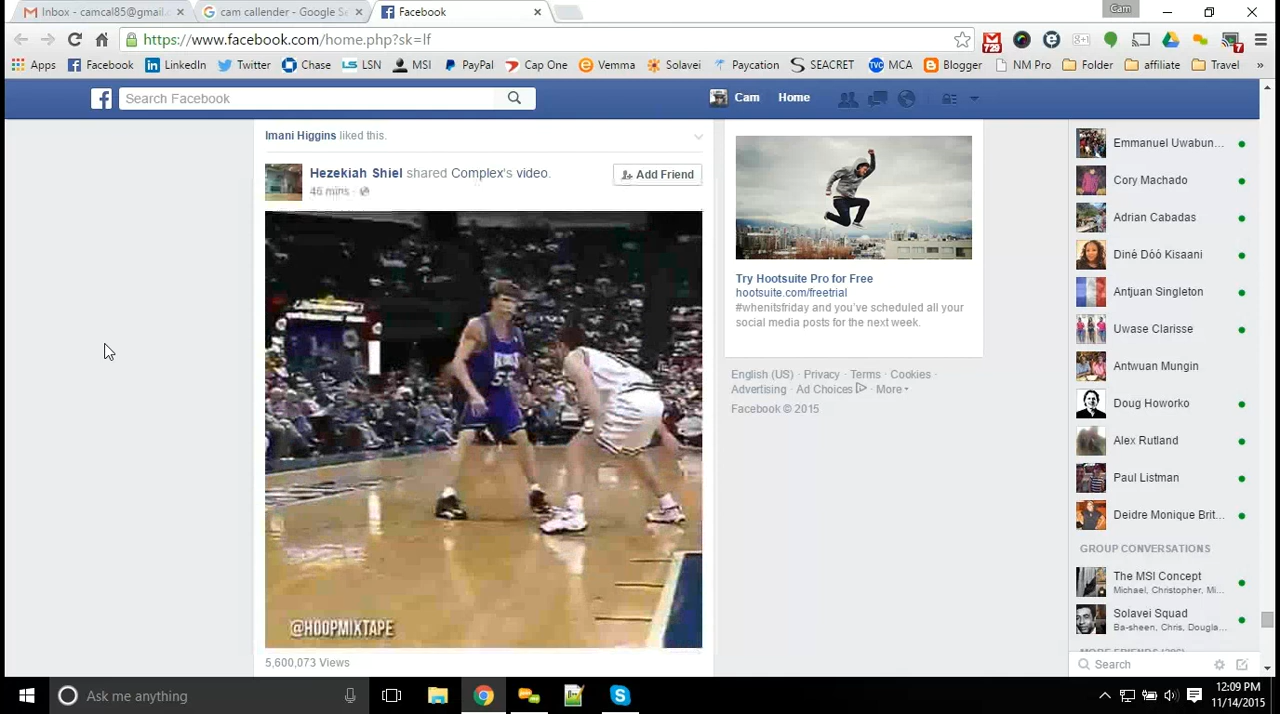 Inbox - camcal85@gmail.c
cam callender - Google Se
Facebook
Cam
https://www.facebook.com/home.php?sk=lf
729
7
Apps
Facebook
LinkedIn
Twitter
Chase
LSN
MSI
PayPal
Cap One
Vemma
Solavei
Paycation
SEACRET
MCA
Blogger
NM Pro
Folder
affiliate
Travel
»
Search Facebook
Cam
Home
Imani Higgins liked this.
Hezekiah Shiel shared Complex's video.
46 mins
Add Friend
@HOOPMIXTAPE
5,600,073 Views
Try Hootsuite Pro for Free
hootsuite.com/freetrial
#whenitsfriday and you've scheduled all your
social media posts for the next week.
English (US) · Privacy · Terms · Cookies ·
Advertising · Ad Choices · More
Facebook © 2015
Emmanuel Uwabun...
Cory Machado
Adrian Cabadas
Diné Dóó Kisaani
Antjuan Singleton
Uwase Clarisse
Antwuan Mungin
Doug Howorko
Alex Rutland
Paul Listman
Deidre Monique Brit...
GROUP CONVERSATIONS
The MSI Concept
Michael, Christopher, Mi...
Solavei Squad
Ba-sheen, Chris, Dougla...
Search
Ask me anything
12:09 PM
11/14/2015